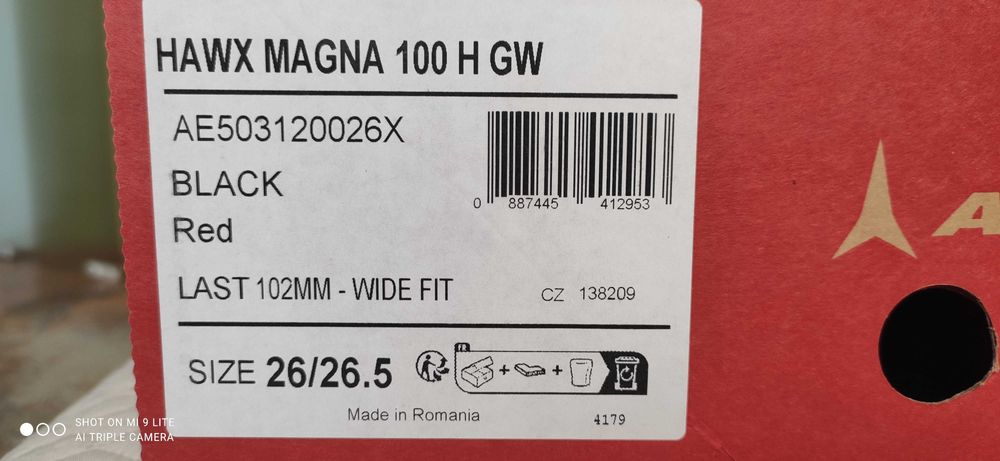 HAWX MAGNA 100 H GW
AE503120026X
BLACK
Red
0 887445 412953
LAST 102MM - WIDE FIT
CZ 138209
SIZE 26/26.5
FR
+ +
Made in Romania
4179
A
SHOT ON MI 9 LITE
AI TRIPLE CAMERA